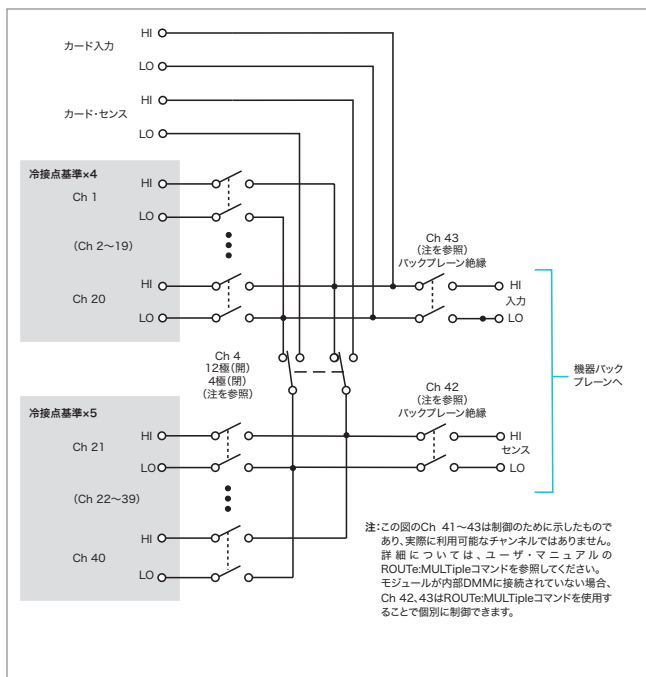 カード入力
HI
LO
カード・センス
HI
LO
冷接点基準×4
Ch 1
HI
LO
(Ch 2〜19)
Ch 20
HI
LO
Ch 43
(注を参照)
バックプレーン絶縁
HI
入力
LO
Ch 4
12極(開)
4極(閉)
(注を参照)
機器バック
プレーンへ
Ch 42
(注を参照)
バックプレーン絶縁
HI
センス
LO
冷接点基準×5
Ch 21
HI
LO
(Ch 22〜39)
Ch 40
HI
LO
注:この図のCh 41〜43は制御のために示したもので
あり、実際に利用可能なチャンネルではありません。
詳細については、ユーザ・マニュアルの
ROUTe:MULTipleコマンドを参照してください。
モジュールが内部DMMに接続されていない場合、
Ch 42、43はROUTe:MULTipleコマンドを使用す
ることで個別に制御できます。